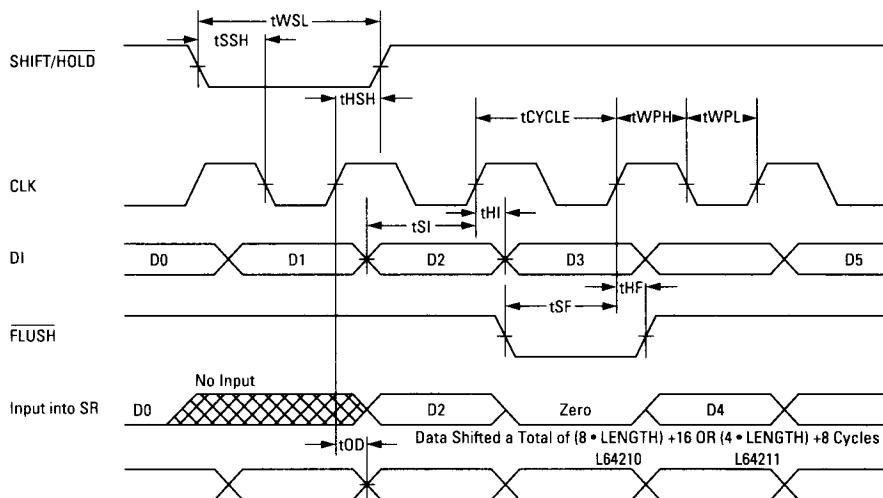 tWSL
tSSH
SHIFT/HOLD
tHSH
tCYCLE
tWPH
tWPL
CLK
tHI
tSI
DI
D0
D1
D2
D3
D5
tHF
tSF
FLUSH
No Input
Input into SR
D0
D2
Zero
D4
Data Shifted a Total of (8 • LENGTH) +16 OR (4 • LENGTH) +8 Cycles
tOD
L64210
L64211